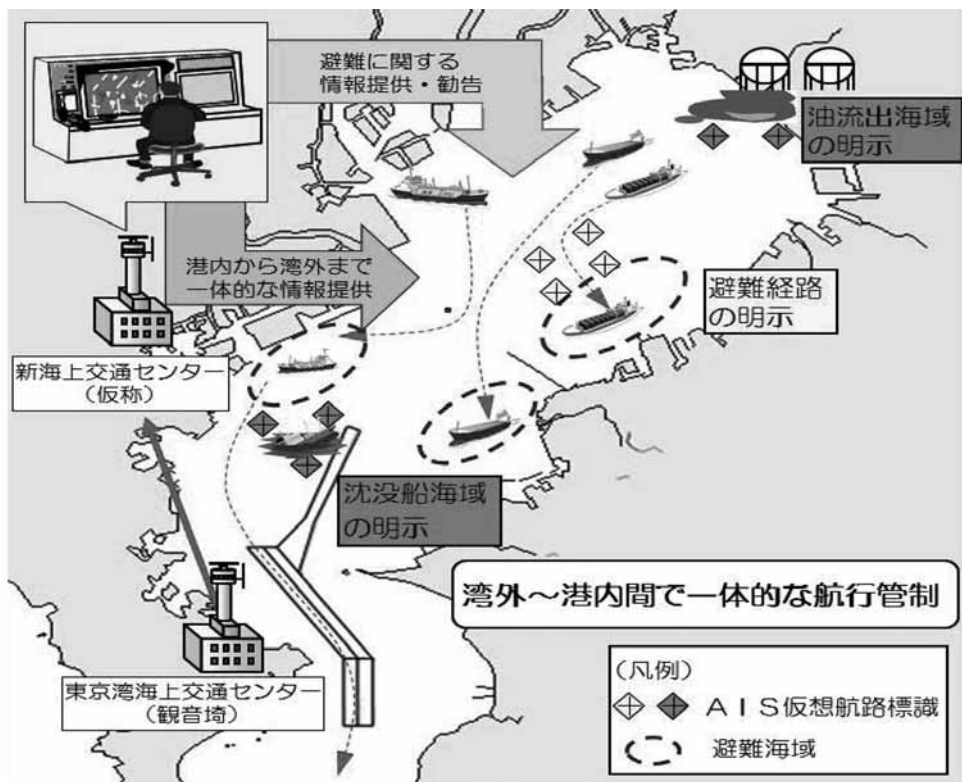 避難に関する
情報提供・勧告
油流出海域
の明示
港内から湾外まで
一体的な情報提供
避難経路
の明示
新海上交通センター
(仮称)
沈没船海域
の明示
湾外～港内間で一体的な航行管制
東京湾海上交通センター
(観音埼)
(凡例)
ＡＩＳ仮想航路標識
避難海域